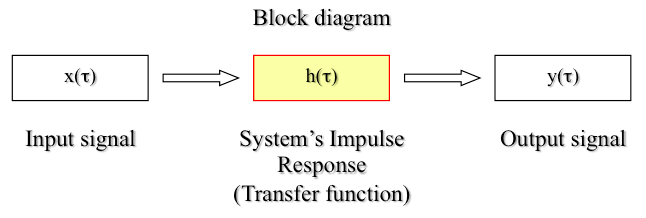 Block diagram
x(τ)
h(τ)
y(τ)
Input signal
System's Impulse
Response
(Transfer function)
Output signal